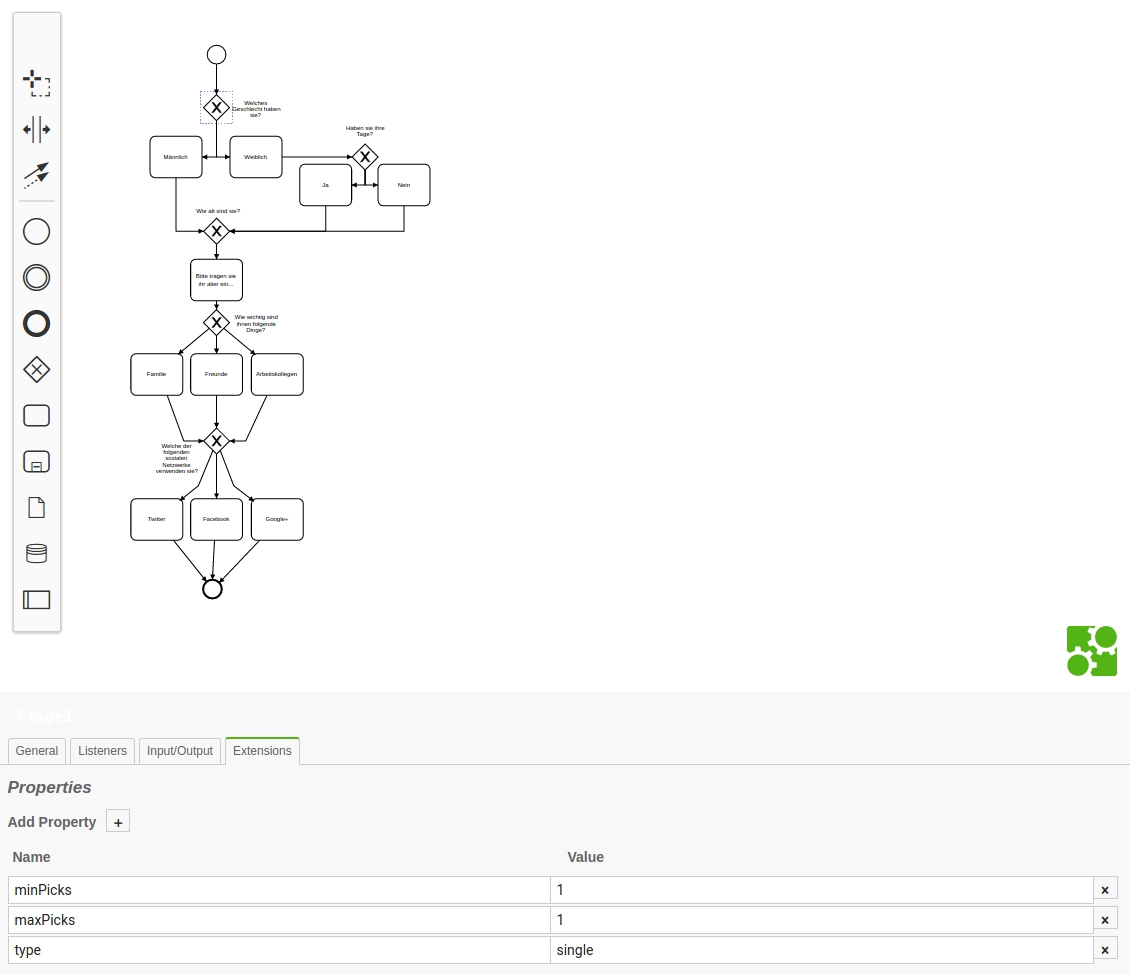 Welches
Geschlecht haben
sie?
Haben sie ihre
Tage?
Männlich
Weiblich
Ja
Nein
Wie alt sind sie?
Bitte tragen sie
ihr alter ein...
Wie wichtig sind
ihnen folgende
Dinge?
Familie
Freunde
Arbeitskollegen
Welche der
folgenden
sozialen
Netzwerke
verwenden sie?
Twitter
Facebook
Google+
Frage1
General
Listeners
Input/Output
Extensions
Properties
Add Property +
Name Value
minPicks 1 x
maxPicks 1 x
type single x